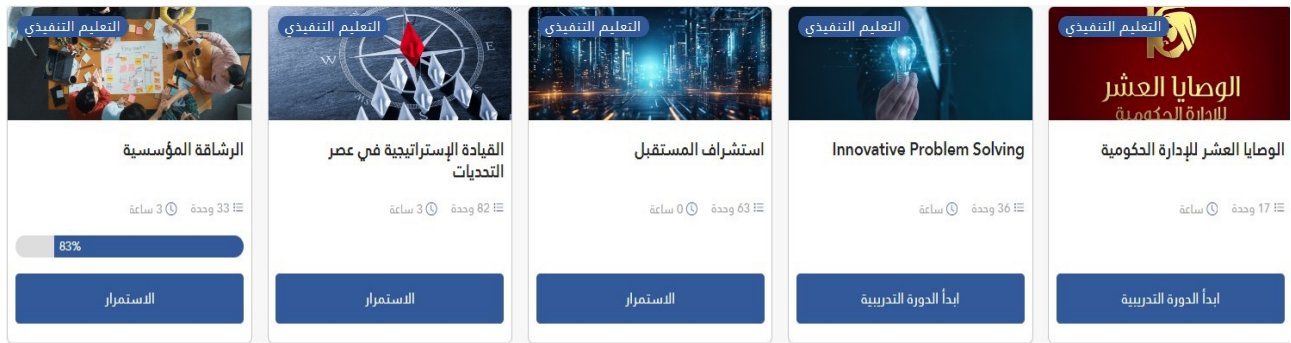 التعليم التنفيذي
الوصايا العشر
للإدارة الحكومية
الوصايا العشر للإدارة الحكومية
17 وحدة ساعة
ابدأ الدورة التدريبية
التعليم التنفيذي
Innovative Problem Solving
36 وحدة ساعة
ابدأ الدورة التدريبية
التعليم التنفيذي
استشراف المستقبل
63 وحدة 0 ساعة
الاستمرار
التعليم التنفيذي
W
E
القيادة الإستراتيجية في عصر
التحديات
82 وحدة 3 ساعة
الاستمرار
التعليم التنفيذي
الرشاقة المؤسسية
33 وحدة 3 ساعة
83%
الاستمرار